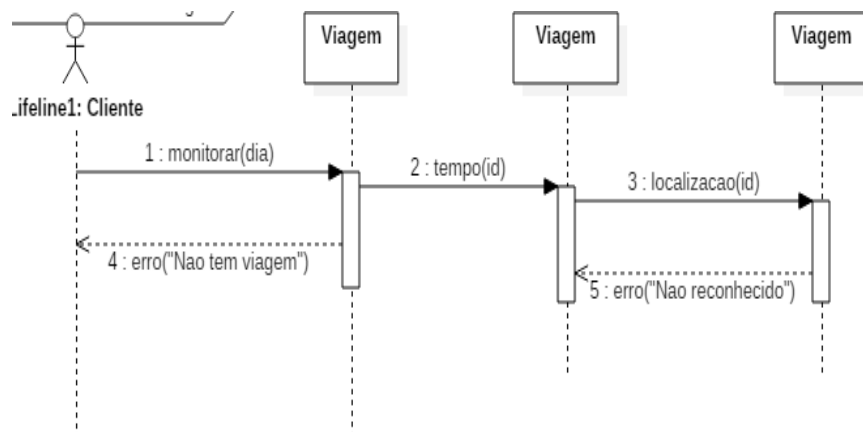 Viagem
Viagem
Viagem
Lifeline1: Cliente
1 : monitorar(dia)
2 : tempo(id)
3 : localizacao(id)
4 : erro("Nao tem viagem")
5 : erro("Nao reconhecido")